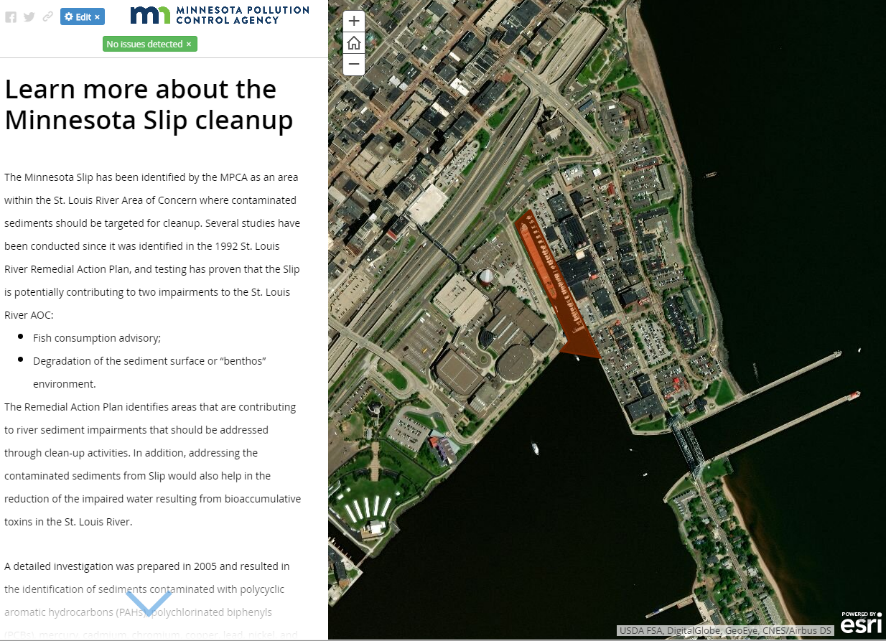 Edit ×
MINNESOTA POLLUTION
CONTROL AGENCY
No issues detected ×
Learn more about the
Minnesota Slip cleanup
The Minnesota Slip has been identified by the MPCA as an area
within the St. Louis River Area of Concern where contaminated
sediments should be targeted for cleanup. Several studies have
been conducted since it was identified in the 1992 St. Louis
River Remedial Action Plan, and testing has proven that the Slip
is potentially contributing to two impairments to the St. Louis
River AOC:
• Fish consumption advisory;
• Degradation of the sediment surface or “benthos”
environment.
The Remedial Action Plan identifies areas that are contributing
to river sediment impairments that should be addressed
through clean-up activities. In addition, addressing the
contaminated sediments from Slip would also help in the
reduction of the impaired water resulting from bioaccumulative
toxins in the St. Louis River.
A detailed investigation was prepared in 2005 and resulted in
the identification of sediments contaminated with polycyclic
aromatic hydrocarbons (PAHs), polychlorinated biphenyls
(PCBs), mercury, cadmium, chromium, copper, lead, nickel and
+
−
USDA FSA, DigitalGlobe, GeoEye, CNES/Airbus DS
POWERED BY
esri